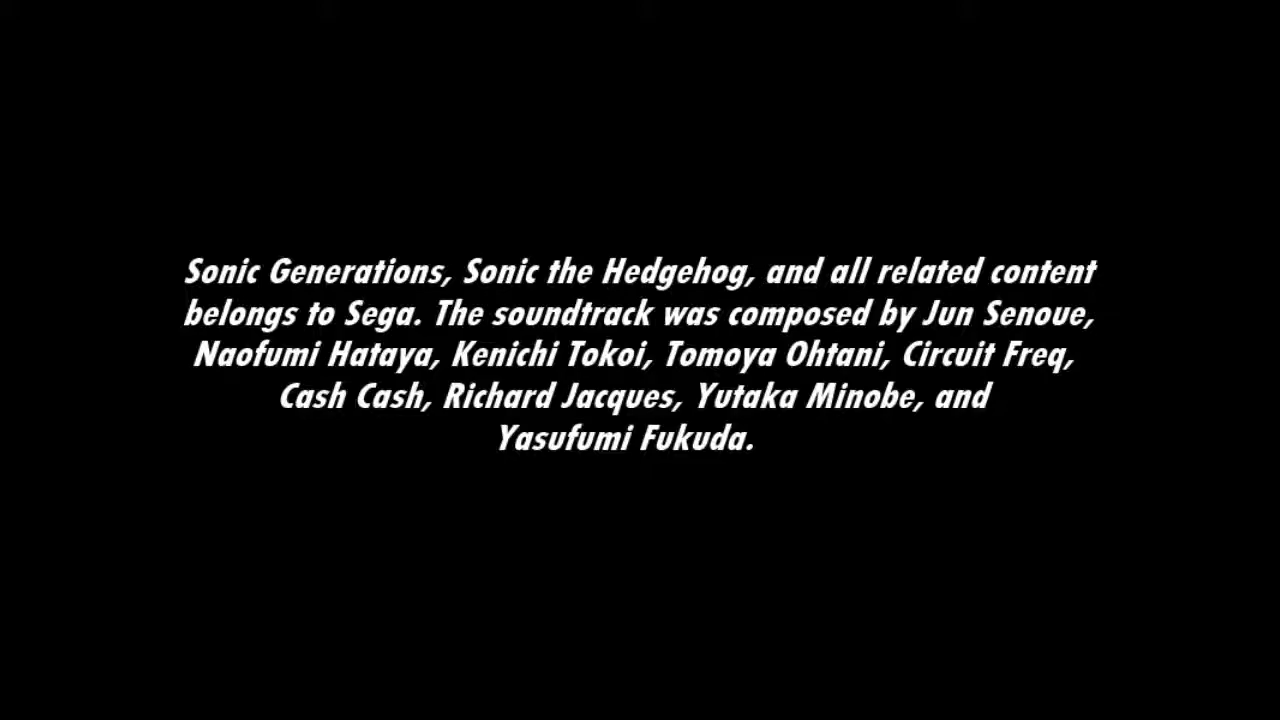 Sonic Generations, Sonic the Hedgehog, and all related content
belongs to Sega. The soundtrack was composed by Jun Senoue,
Naofumi Hataya, Kenichi Tokoi, Tomoya Ohtani, Circuit Freq,
Cash Cash, Richard Jacques, Yutaka Minobe, and
Yasufumi Fukuda.